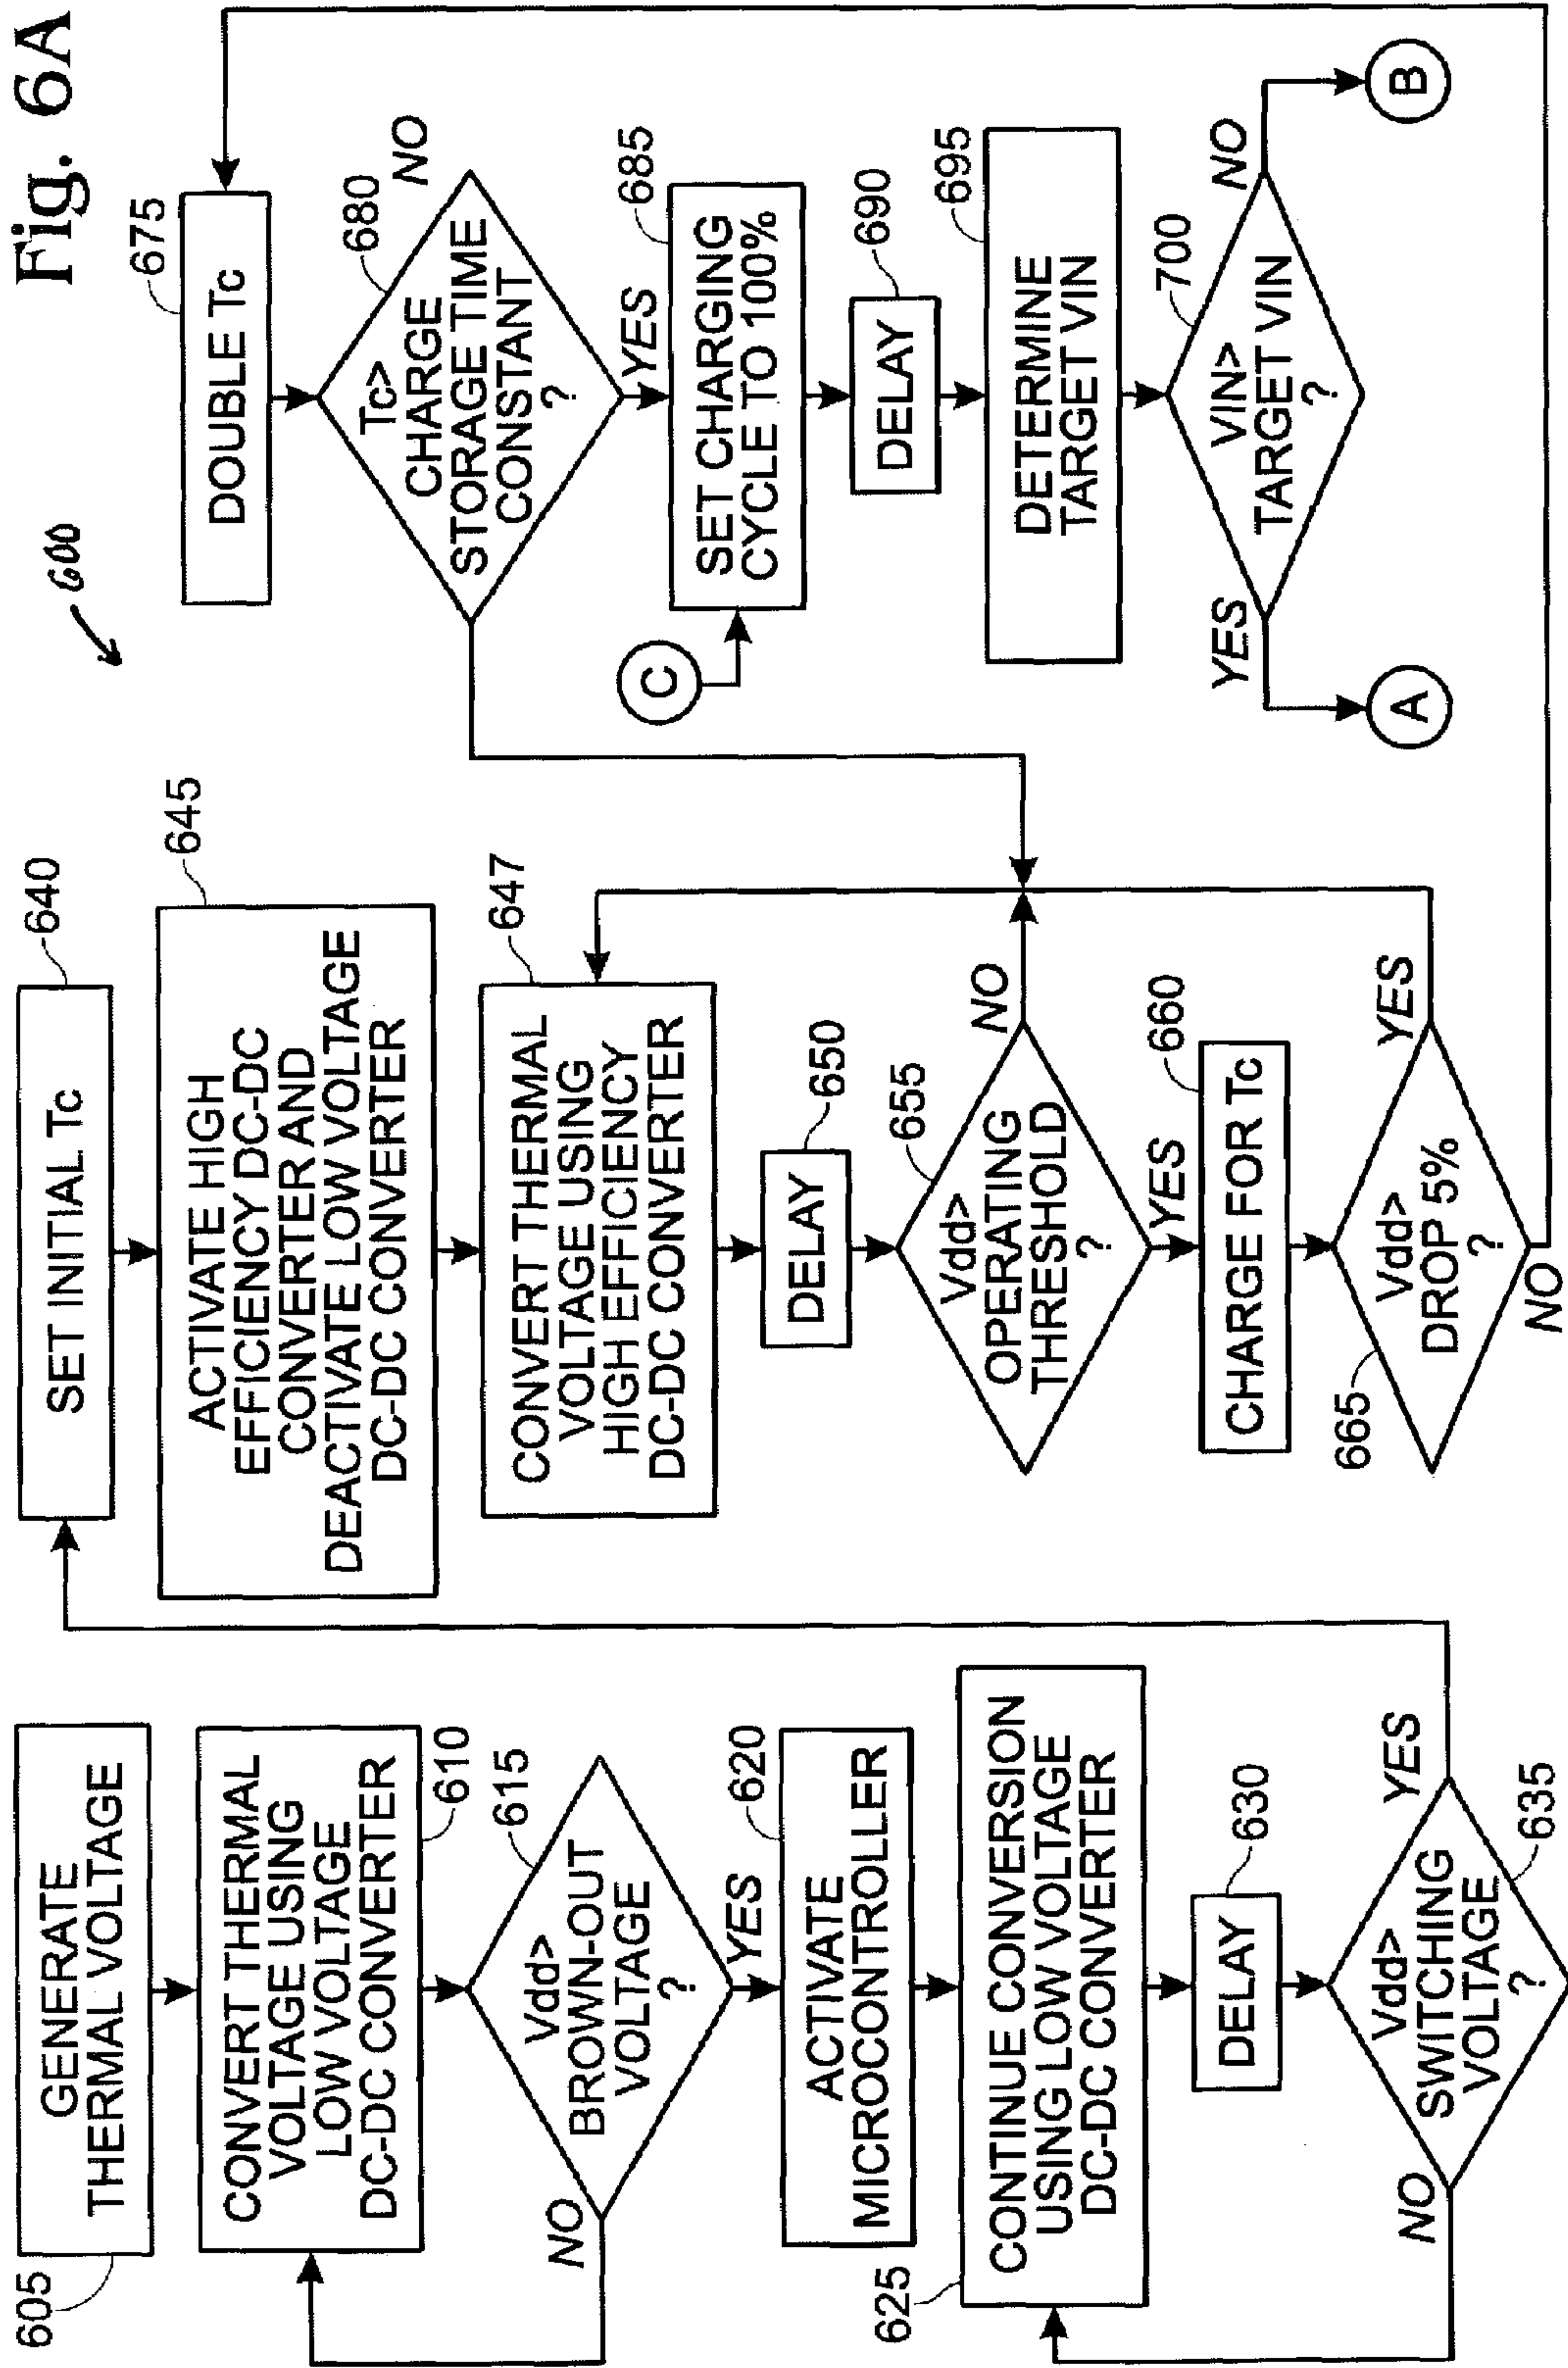 Fig. 6A
600
605
GENERATE
THERMAL VOLTAGE
CONVERT THERMAL
VOLTAGE USING
LOW VOLTAGE
DC-DC CONVERTER
610
615
Vdd>
BROWN-OUT
VOLTAGE
?
NO
YES
620
ACTIVATE
MICROCONTROLLER
625
CONTINUE CONVERSION
USING LOW VOLTAGE
DC-DC CONVERTER
630
DELAY
Vdd>
SWITCHING
VOLTAGE
?
635
NO
YES
640
SET INITIAL Tc
645
ACTIVATE HIGH
EFFICIENCY DC-DC
CONVERTER AND
DEACTIVATE LOW VOLTAGE
DC-DC CONVERTER
647
CONVERT THERMAL
VOLTAGE USING
HIGH EFFICIENCY
DC-DC CONVERTER
650
DELAY
655
Vdd>
OPERATING
THRESHOLD
?
NO
YES
660
CHARGE FOR Tc
665
Vdd>
DROP 5%
?
YES
NO
675
DOUBLE Tc
680
Tc>
CHARGE
STORAGE TIME
CONSTANT
?
NO
YES
685
C
SET CHARGING
CYCLE TO 100%
690
DELAY
695
DETERMINE
TARGET VIN
700
VIN>
TARGET VIN
?
YES
NO
A
B